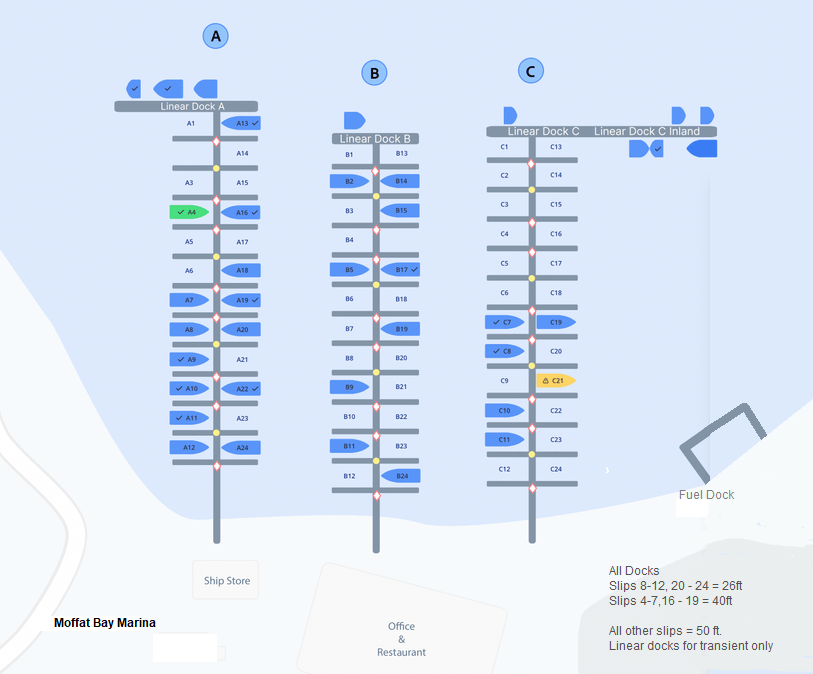 A
B
C
Linear Dock A
Linear Dock B
Linear Dock C Linear Dock C Inland
A1 A13
A14
A3 A15
A4 A16
A5 A17
A6 A18
A7 A19
A8 A20
A9 A21
A10 A22
A11 A23
A12 A24
B1 B13
B2 B14
B3 B15
B4
B5 B17
B6 B18
B7 B19
B8 B20
B9 B21
B10 B22
B11 B23
B12 B24
C1 C13
C2 C14
C3 C15
C4 C16
C5 C17
C6 C18
C7 C19
C8 C20
C9 C21
C10 C22
C11 C23
C12 C24
Fuel Dock
Ship Store
Moffat Bay Marina
Office
&
Restaurant
All Docks
Slips 8-12, 20 - 24 = 26ft
Slips 4-7,16 - 19 = 40ft
All other slips = 50 ft.
Linear docks for transient only